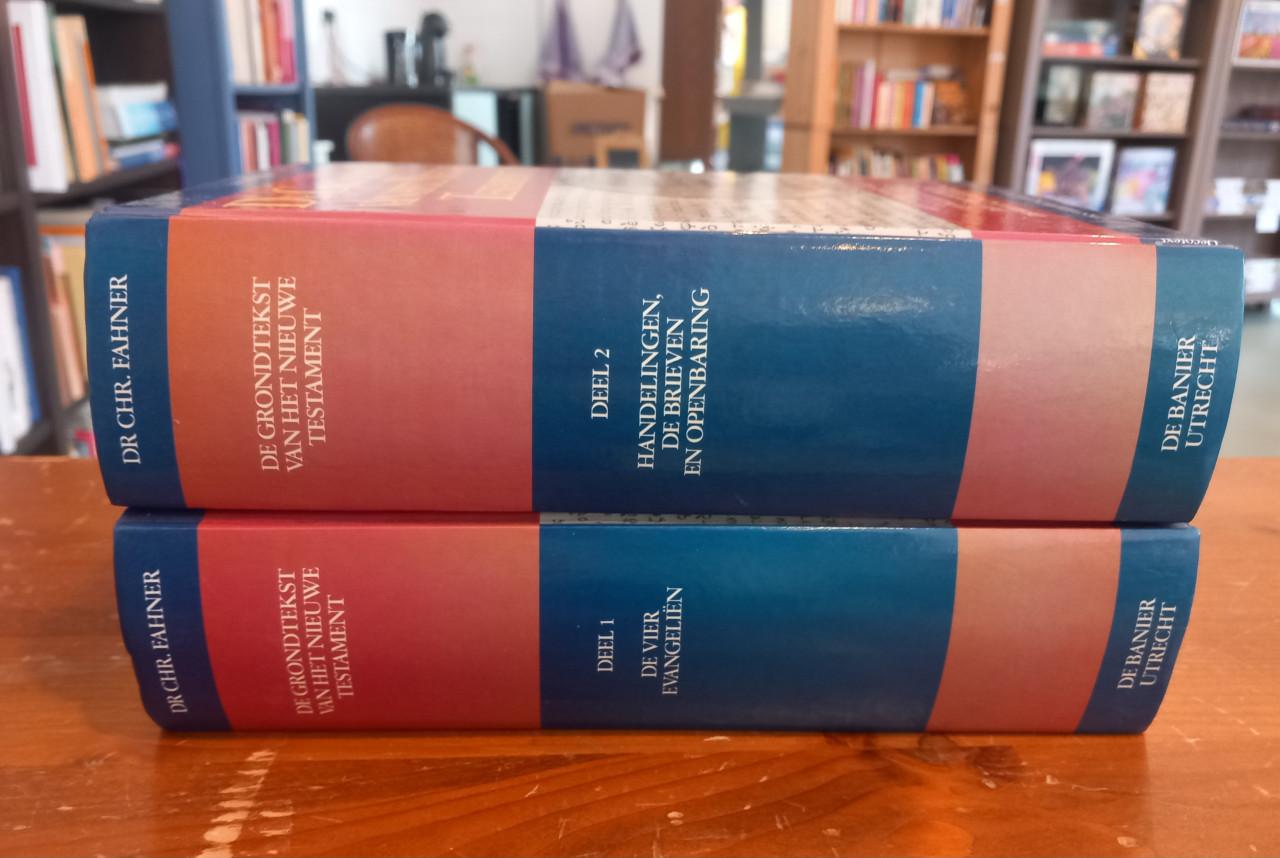 DR CHR. FAHNER
DE GRONDTEKST
VAN HET NIEUWE
TESTAMENT
DEEL 2
HANDELINGEN,
DE BRIEVEN
EN OPENBARING
DE BANIER
UTRECHT
DR CHR. FAHNER
DE GRONDTEKST
VAN HET NIEUWE
TESTAMENT
DEEL 1
DE VIER
EVANGELIËN
DE BANIER
UTRECHT